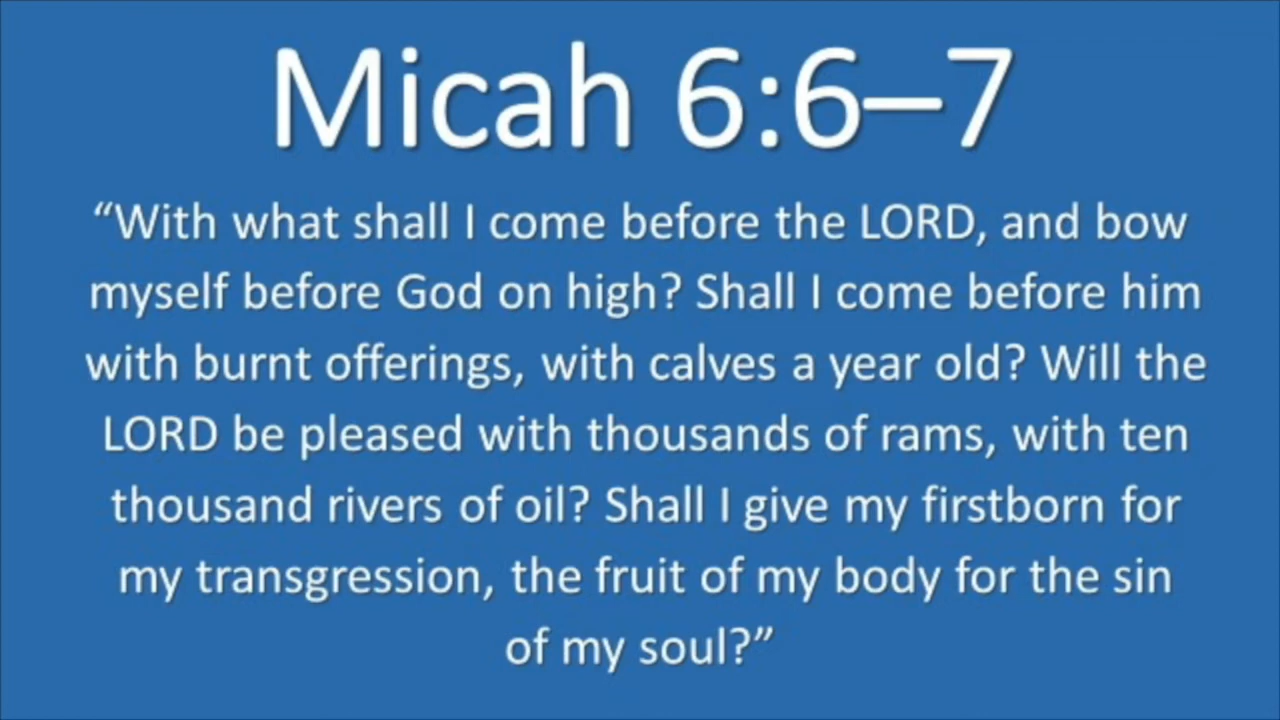 Micah 6:6–7
“With what shall I come before the LORD, and bow
myself before God on high? Shall I come before him
with burnt offerings, with calves a year old? Will the
LORD be pleased with thousands of rams, with ten
thousand rivers of oil? Shall I give my firstborn for
my transgression, the fruit of my body for the sin
of my soul?”